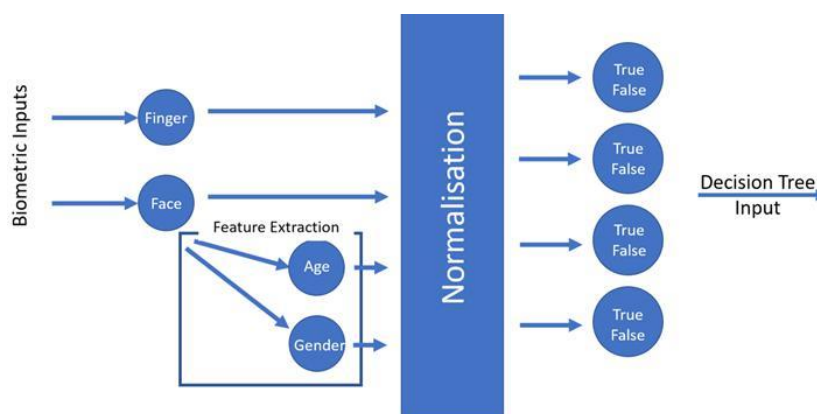 Biometric Inputs
Finger
Face
Feature Extraction
Age
Gender
Normalisation
True
False
True
False
True
False
True
False
Decision Tree
Input